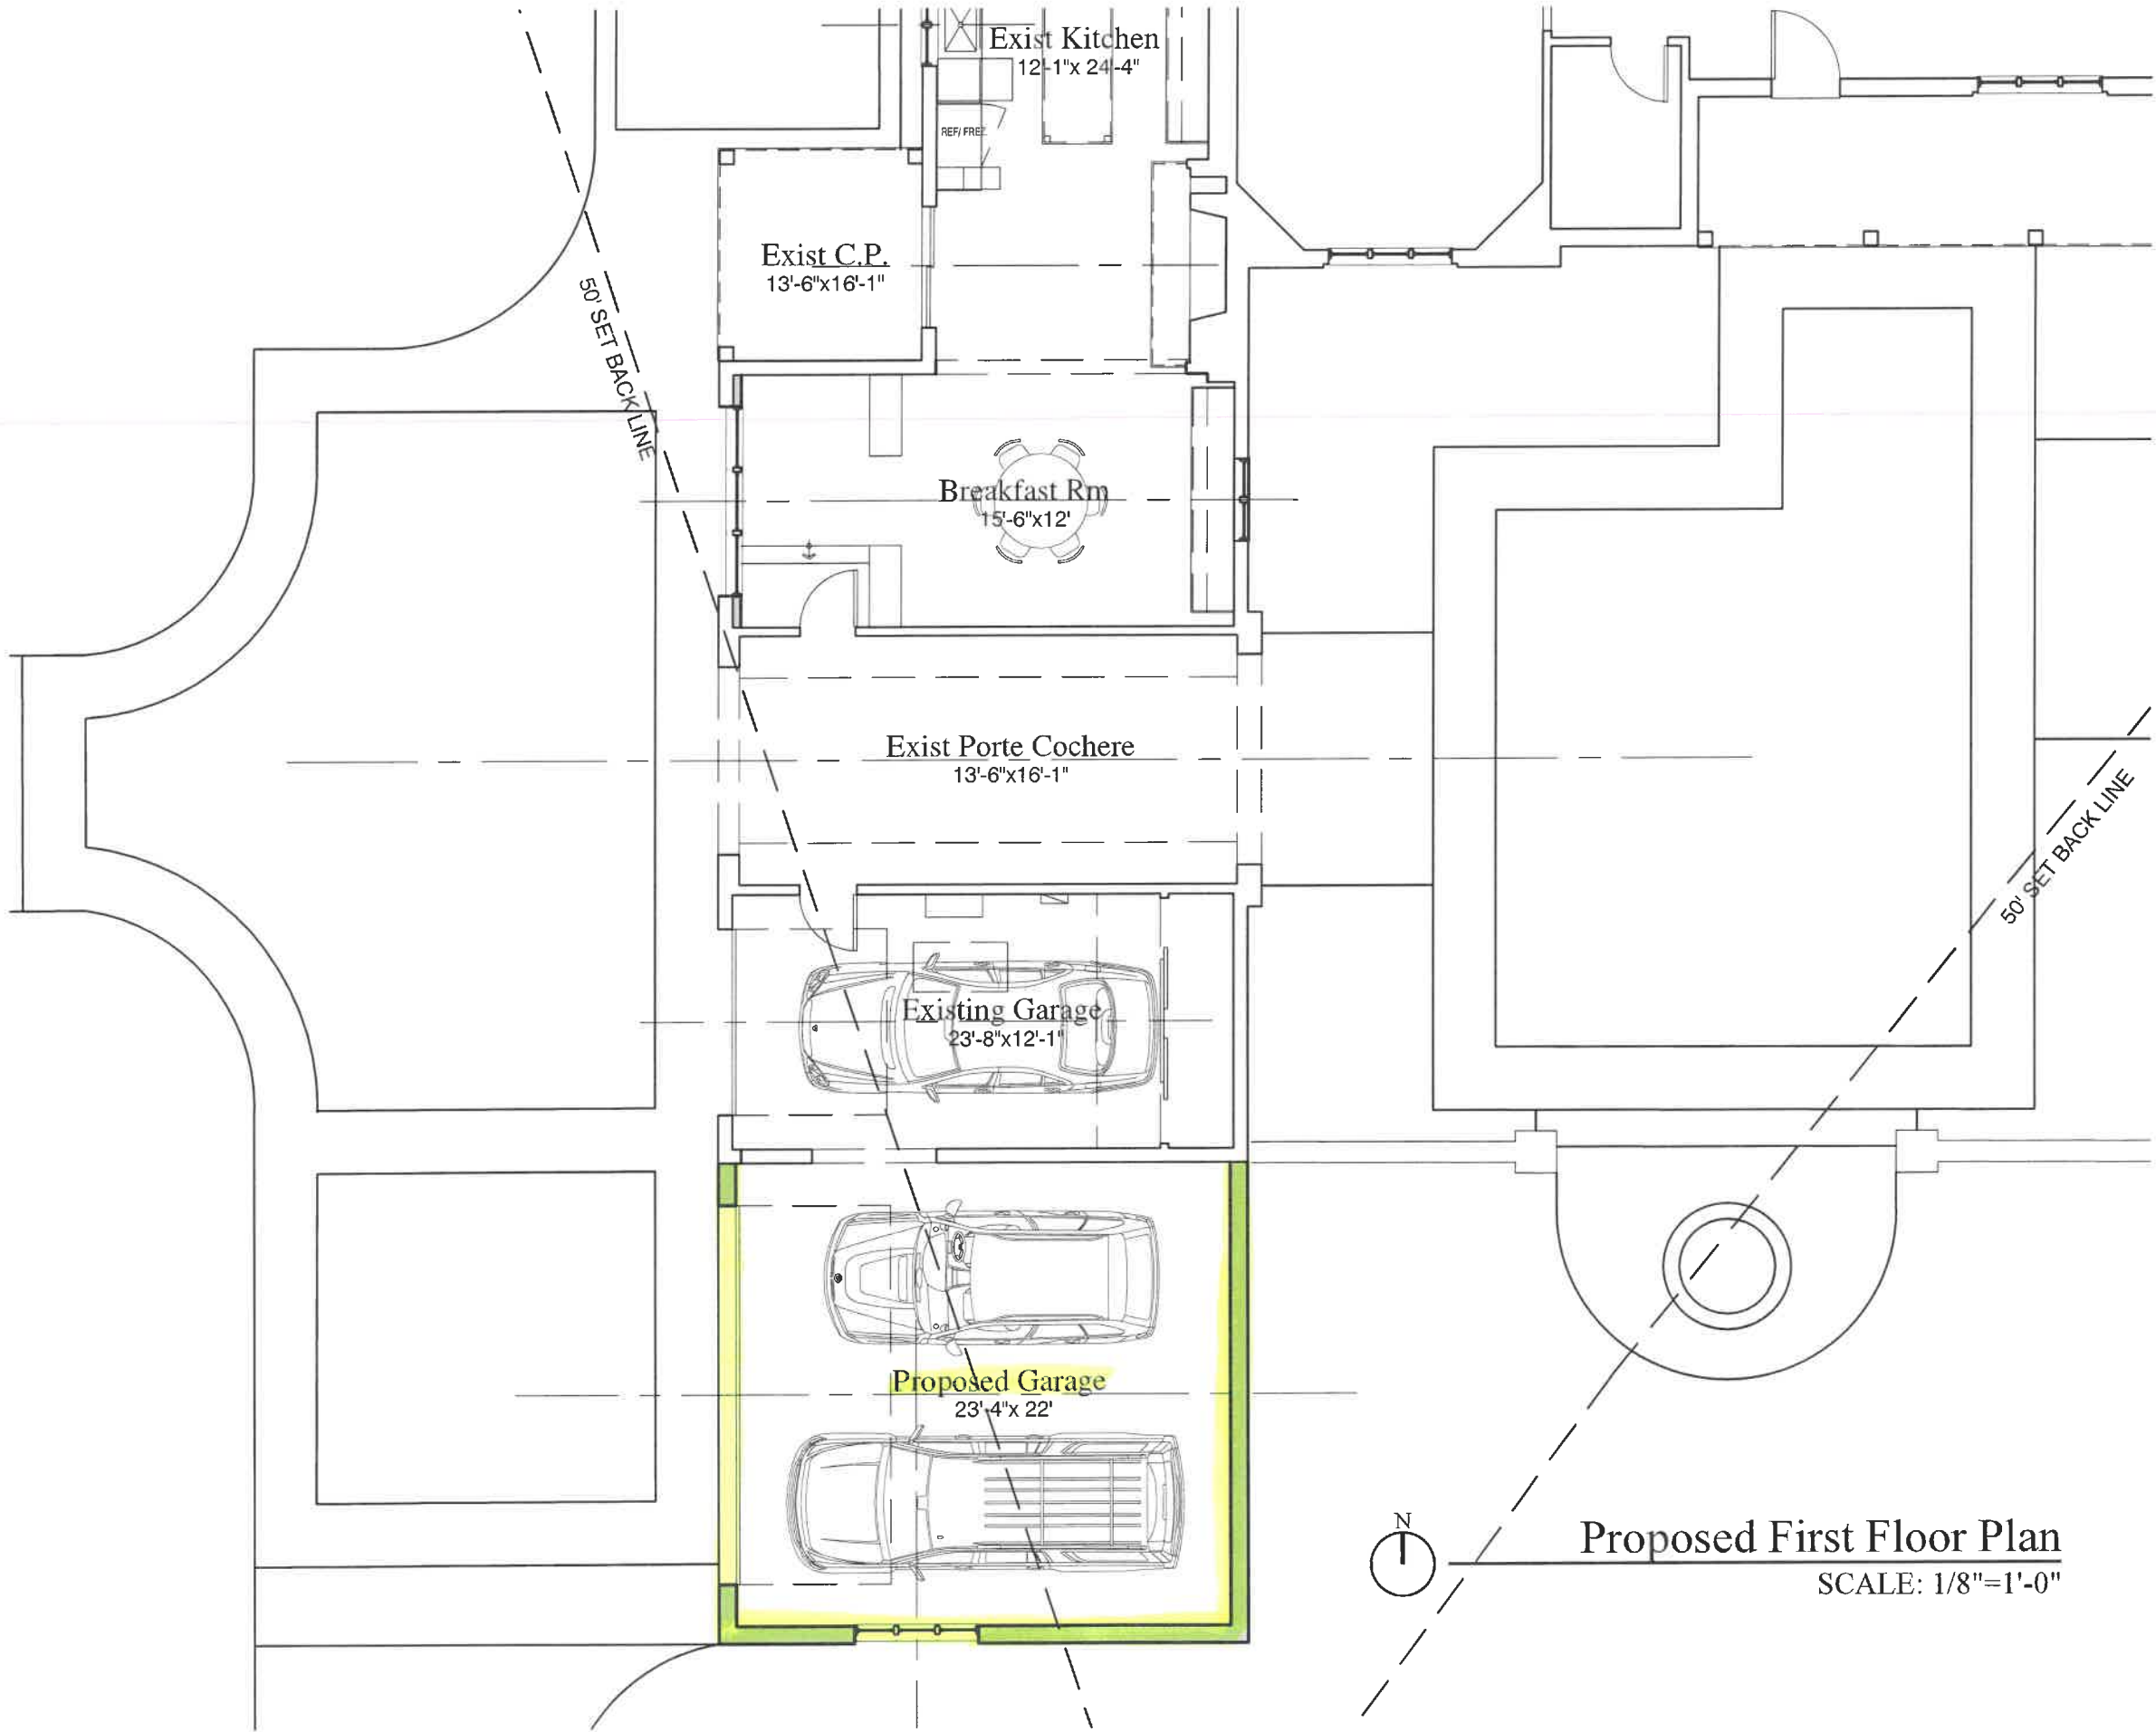 Exist Kitchen
12'-1"x 24'-4"
REF/ FREZ
Exist C.P.
13'-6"x16'-1"
50' SET BACK LINE
Breakfast Rm
15'-6"x12'
Exist Porte Cochere
13'-6"x16'-1"
50' SET BACK LINE
Existing Garage
23'-8"x12'-1"
Proposed Garage
23'-4"x 22'
N
Proposed First Floor Plan
SCALE: 1/8"=1'-0"